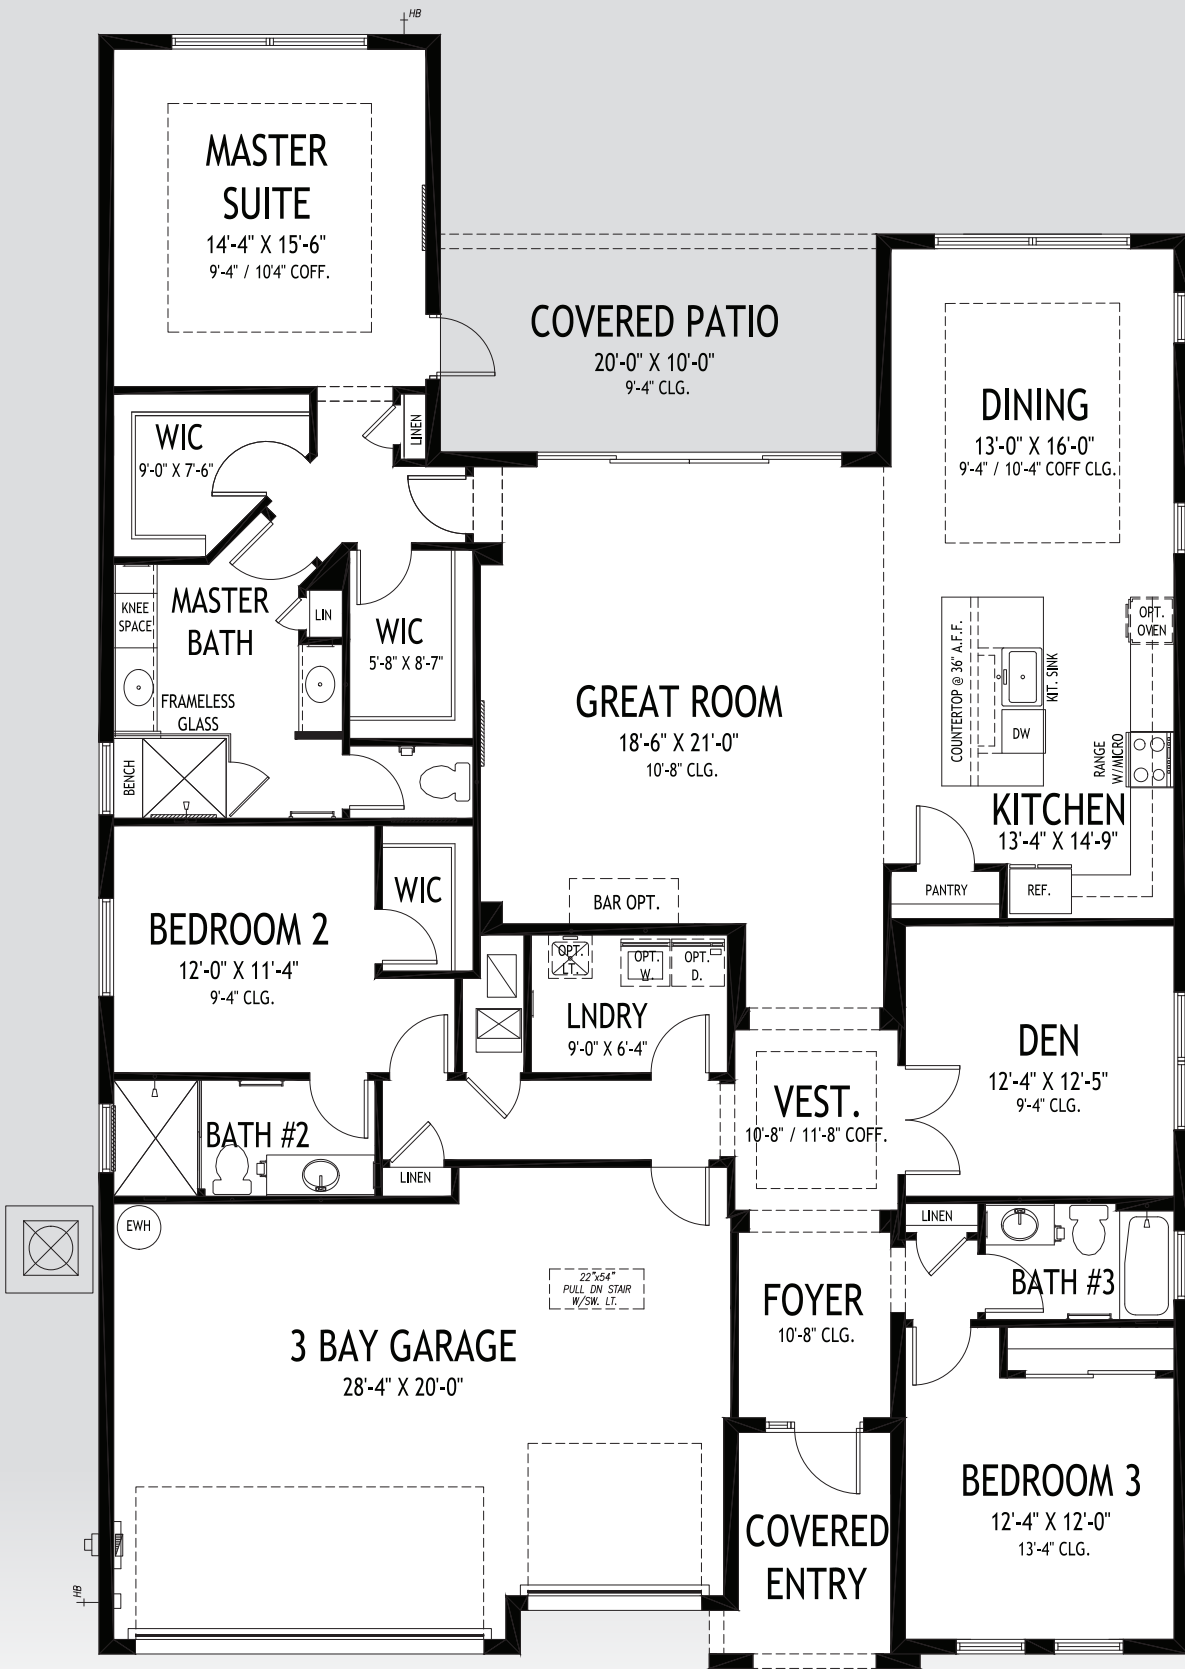 HB
MASTER
SUITE
14'-4" X 15'-6"
9'-4" / 10'4" COFF.
COVERED PATIO
20'-0" X 10'-0"
9'-4" CLG.
DINING
13'-0" X 16'-0"
9'-4" / 10'-4" COFF CLG.
WIC
9'-0" X 7'-6"
LINEN
KNEE
SPACE
MASTER
BATH
LIN
WIC
5'-8" X 8'-7"
FRAMELESS
GLASS
BENCH
GREAT ROOM
18'-6" X 21'-0"
10'-8" CLG.
COUNTERTOP @ 36" A.F.F.
KIT. SINK
DW
OPT.
OVEN
RANGE
W/MICRO
KITCHEN
13'-4" X 14'-9"
PANTRY
REF.
BAR OPT.
BEDROOM 2
12'-0" X 11'-4"
9'-4" CLG.
WIC
OPT.
LT.
OPT.
W.
OPT.
D.
LNDRY
9'-0" X 6'-4"
DEN
12'-4" X 12'-5"
9'-4" CLG.
VEST.
10'-8" / 11'-8" COFF.
BATH #2
LINEN
EWH
22"x54"
PULL DN STAIR
W/SW. LT.
LINEN
BATH #3
FOYER
10'-8" CLG.
3 BAY GARAGE
28'-4" X 20'-0"
BEDROOM 3
12'-4" X 12'-0"
13'-4" CLG.
COVERED
ENTRY
HB